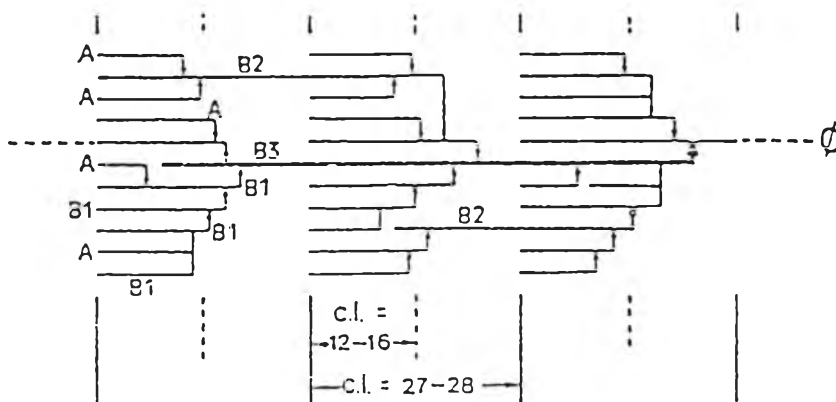 A
B2
A
A
Ø
B3
A
B1
B1
B1
B2
A
B1
c.l. =
12-16
c.l. = 27-28